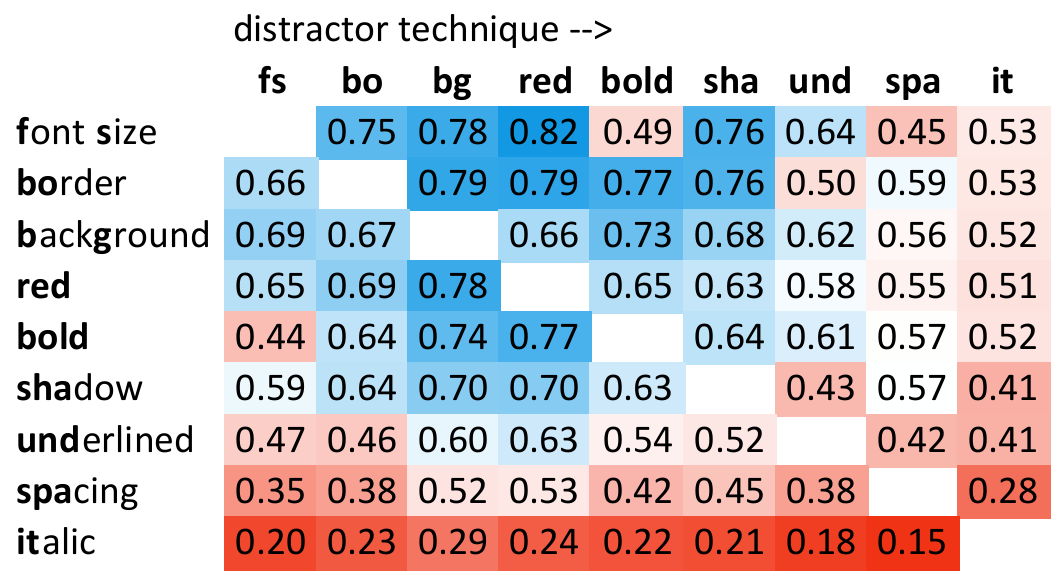 distractor technique -->
fs bo bg red bold sha und spa it
font size 0.75 0.78 0.82 0.49 0.76 0.64 0.45 0.53
border 0.66 0.79 0.79 0.77 0.76 0.50 0.59 0.53
background 0.69 0.67 0.66 0.73 0.68 0.62 0.56 0.52
red 0.65 0.69 0.78 0.65 0.63 0.58 0.55 0.51
bold 0.44 0.64 0.74 0.77 0.64 0.61 0.57 0.52
shadow 0.59 0.64 0.70 0.70 0.63 0.43 0.57 0.41
underlined 0.47 0.46 0.60 0.63 0.54 0.52 0.42 0.41
spacing 0.35 0.38 0.52 0.53 0.42 0.45 0.38 0.28
italic 0.20 0.23 0.29 0.24 0.22 0.21 0.18 0.15